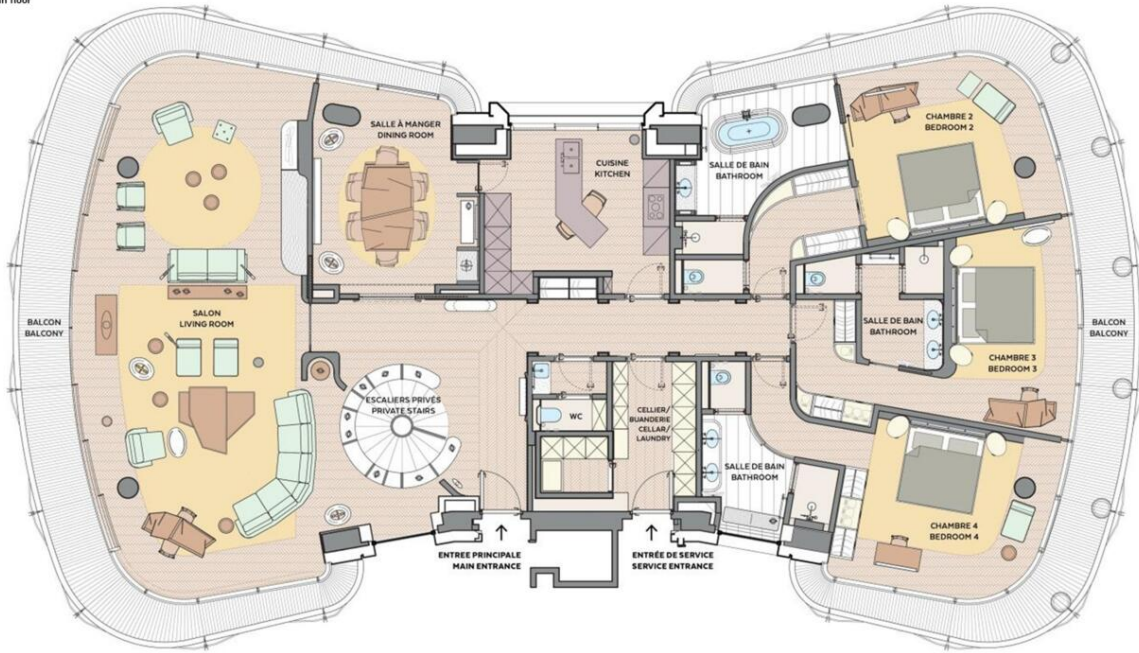 floor
SALLE À MANGER
DINING ROOM
CUISINE
KITCHEN
SALLE DE BAIN
BATHROOM
CHAMBRE 2
BEDROOM 2
SALON
LIVING ROOM
BALCON
BALCONY
SALLE DE BAIN
BATHROOM
CHAMBRE 3
BEDROOM 3
BALCON
BALCONY
ESCALIERS PRIVÉS
PRIVATE STAIRS
WC
CELLIER/
BUANDERIE
CELLAR/
LAUNDRY
SALLE DE BAIN
BATHROOM
CHAMBRE 4
BEDROOM 4
ENTREE PRINCIPALE
MAIN ENTRANCE
ENTRÉE DE SERVICE
SERVICE ENTRANCE